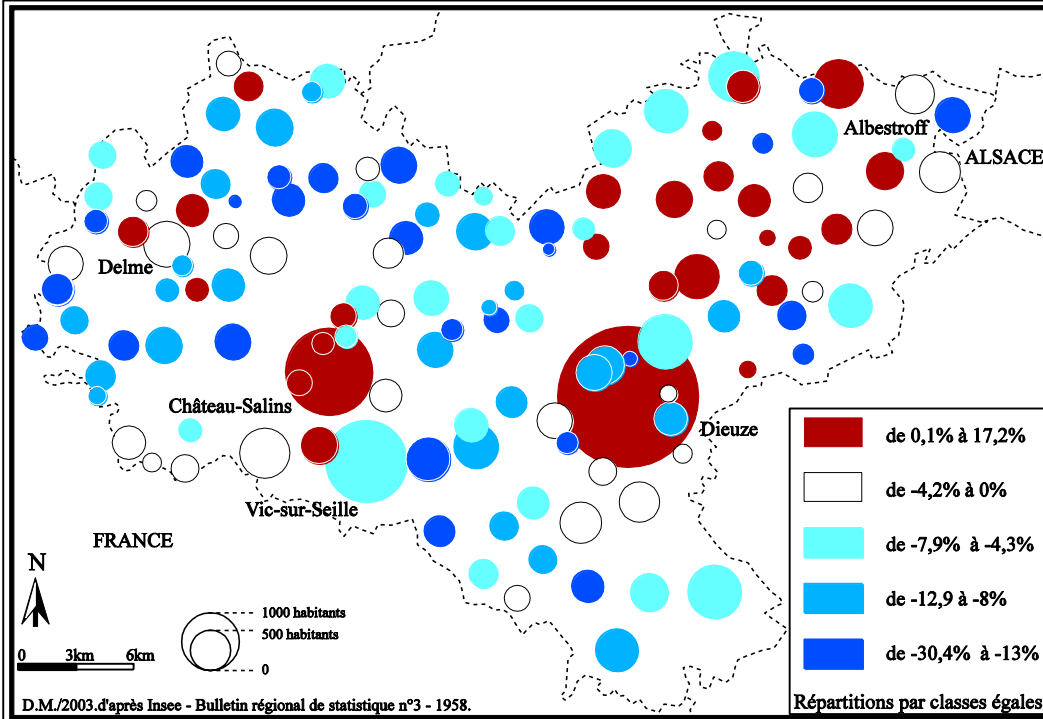 Albestroff
ALSACE
Delme
Château-Salins
Dieuze
Vic-sur-Seille
FRANCE
N
0 3km 6km
1000 habitants
500 habitants
0
de 0,1% à 17,2%
de -4,2% à 0%
de -7,9% à -4,3%
de -12,9 à -8%
de -30,4% à -13%
Répartitions par classes égales
D.M./2003.d'après Insee - Bulletin régional de statistique n°3 - 1958.